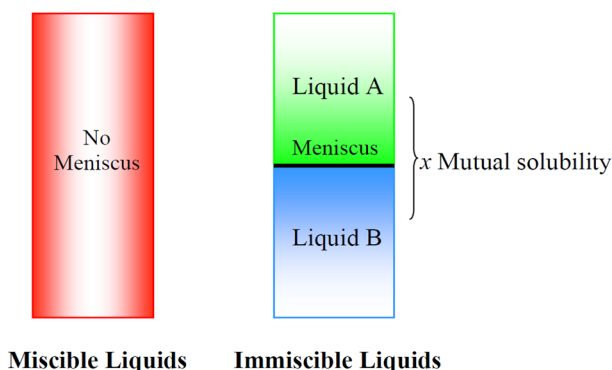 No
Meniscus
Liquid A
Meniscus
x Mutual solubility
Liquid B
Miscible Liquids
Immiscible Liquids